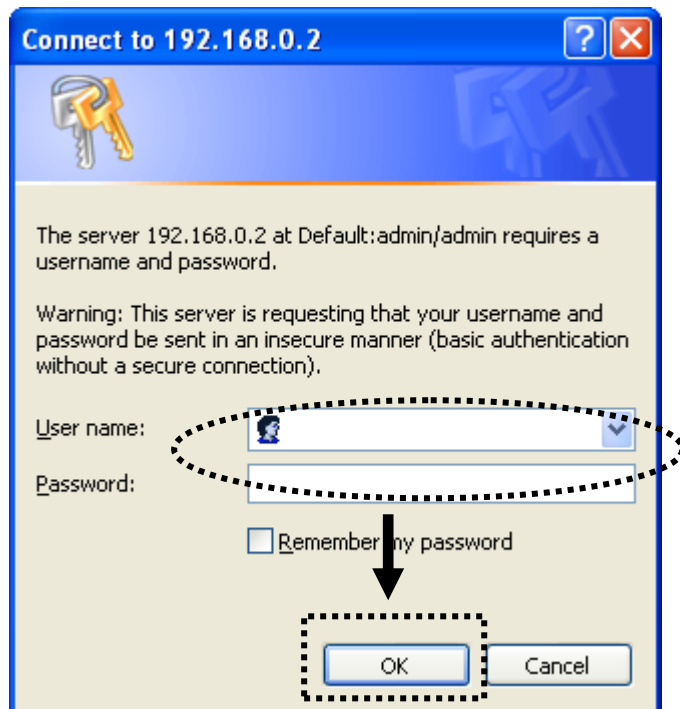 Connect to 192.168.0.2
The server 192.168.0.2 at Default:admin/admin requires a
username and password.
Warning: This server is requesting that your username and
password be sent in an insecure manner (basic authentication
without a secure connection).
User name:
Password:
Remember my password
OK Cancel